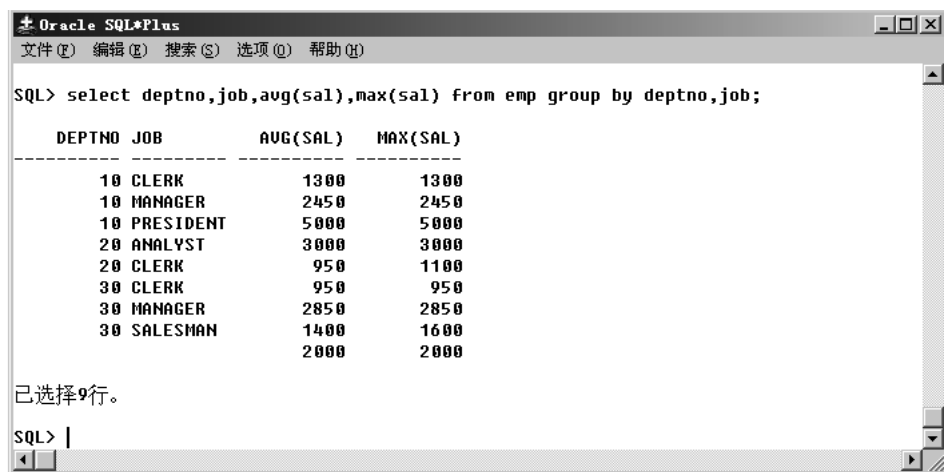 Oracle SQL*Plus
文件(F) 编辑(E) 搜索(S) 选项(O) 帮助(H)
SQL> select deptno,job,avg(sal),max(sal) from emp group by deptno,job;
DEPTNO JOB AVG(SAL) MAX(SAL)
---------- --------- ---------- ----------
10 CLERK 1300 1300
10 MANAGER 2450 2450
10 PRESIDENT 5000 5000
20 ANALYST 3000 3000
20 CLERK 950 1100
30 CLERK 950 950
30 MANAGER 2850 2850
30 SALESMAN 1400 1600
2000 2000
已选择9行。
SQL>